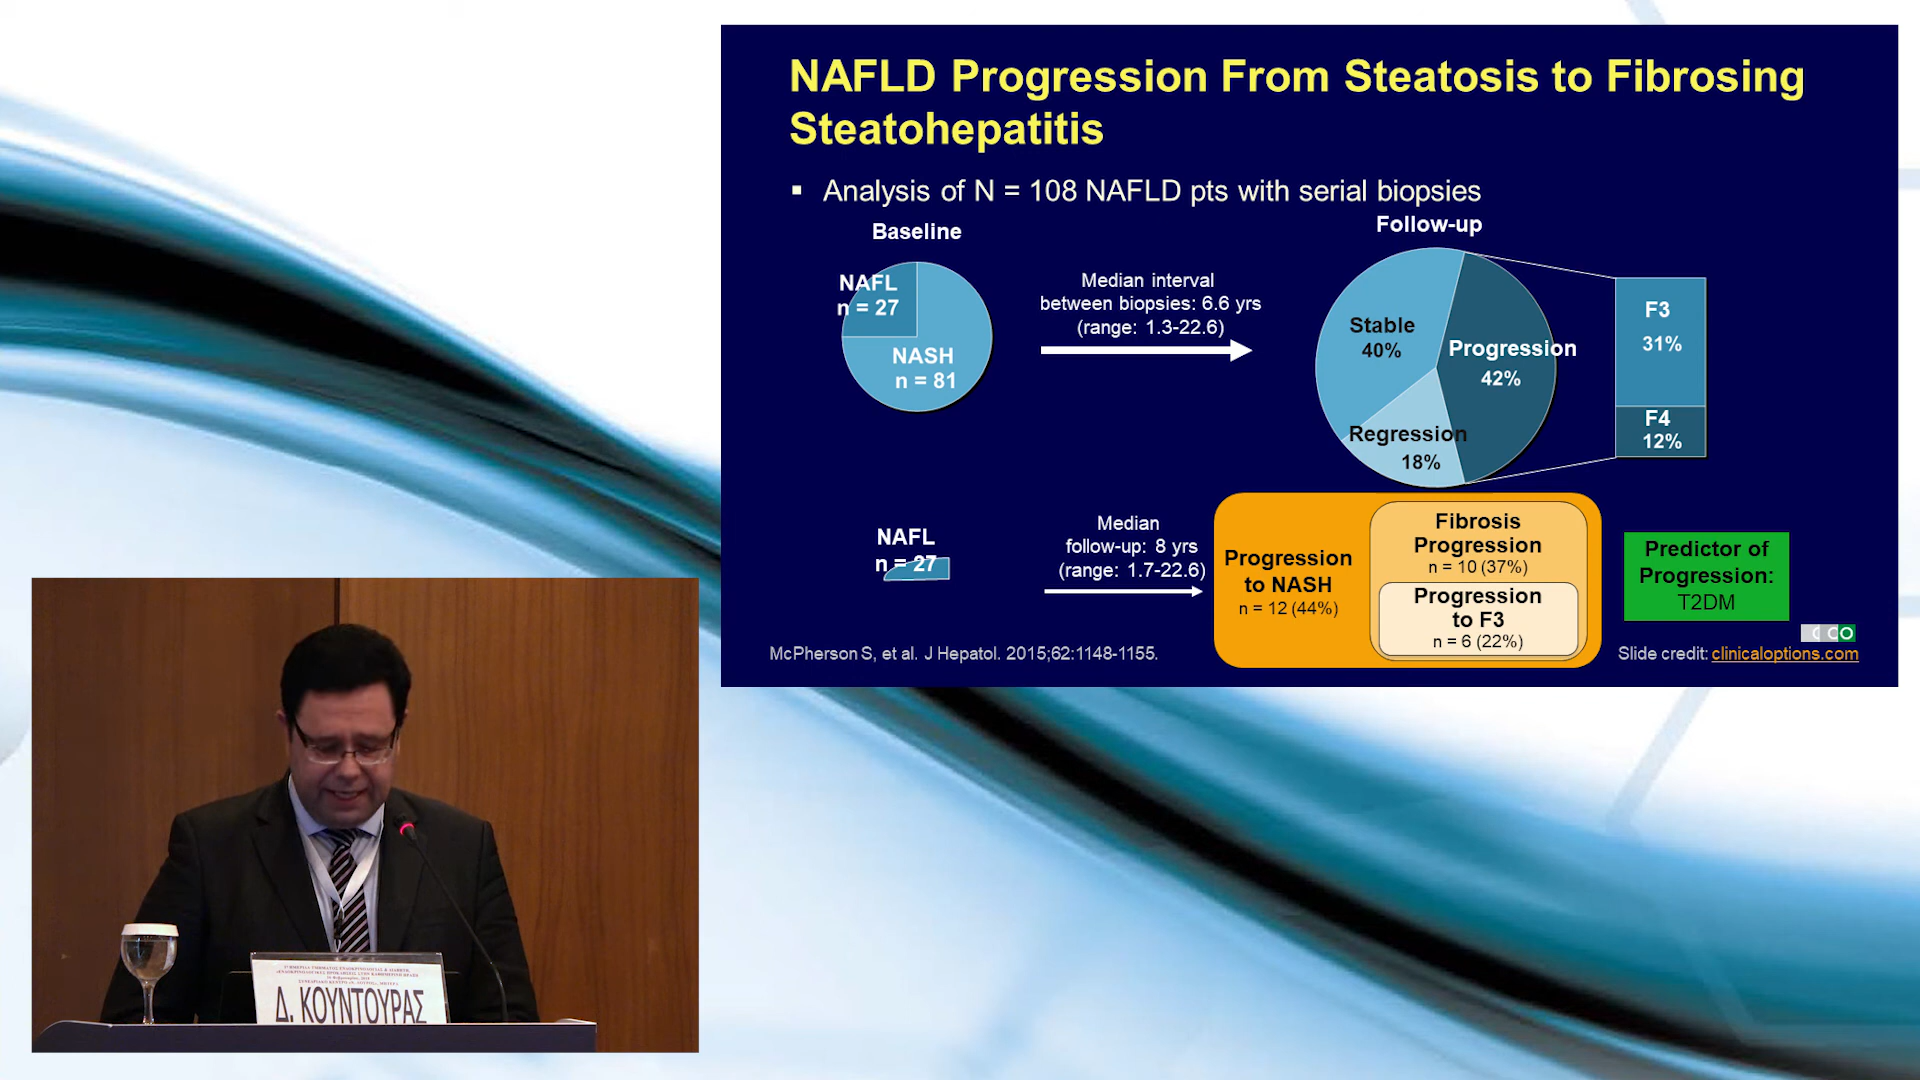 NAFLD Progression From Steatosis to Fibrosing
Steatohepatitis
▪ Analysis of N = 108 NAFLD pts with serial biopsies
Baseline
NAFL
n = 27
NASH
n = 81
Median interval
between biopsies: 6.6 yrs
(range: 1.3-22.6)
Follow-up
Stable
40%
Progression
42%
Regression
18%
F3
31%
F4
12%
NAFL
n = 27
Median
follow-up: 8 yrs
(range: 1.7-22.6)
Progression
to NASH
n = 12 (44%)
Fibrosis
Progression
n = 10 (37%)
Progression
to F3
n = 6 (22%)
Predictor of
Progression:
T2DM
CCO
McPherson S, et al. J Hepatol. 2015;62:1148-1155.
Slide credit: clinicaloptions.com
Δ. ΚΟΥΝΤΟΥΡΑΣ